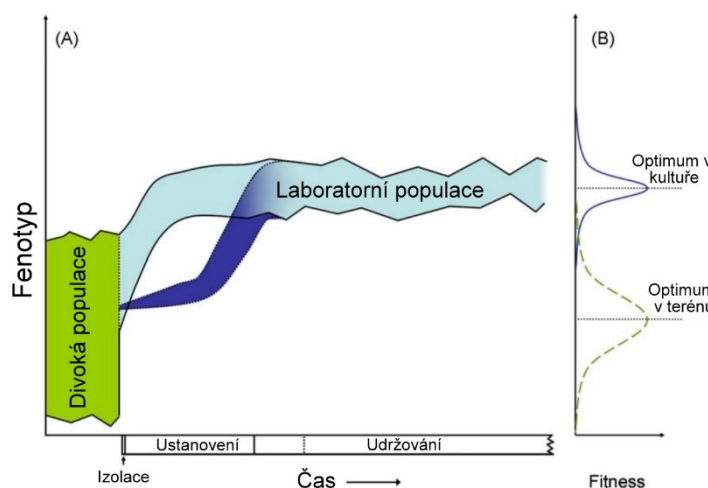 (A)
(B)
Fenotyp
Divoká populace
Laboratorní populace
Optimum v
kultuře
Optimum
v terénu
Ustanovení
Udržování
Izolace
Čas
Fitness